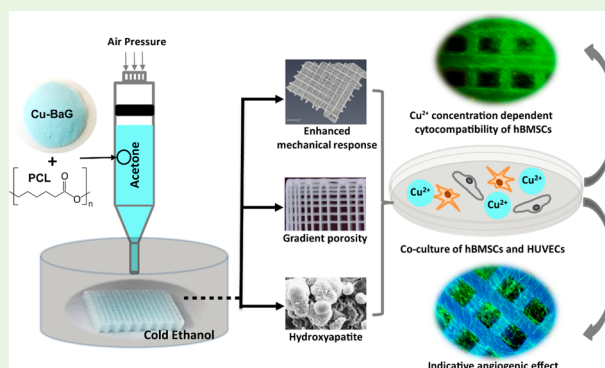 Air Pressure
Cu-BaG
+
PCL
O
O
n
Acetone
Cold Ethanol
Enhanced
mechanical response
Gradient porosity
Hydroxyapatite
Cu²⁺ concentration dependent
cytocompatibility of hBMSCs
Cu²⁺
Cu²⁺
Cu²⁺
Co-culture of hBMSCs and HUVECs
Indicative angiogenic effect